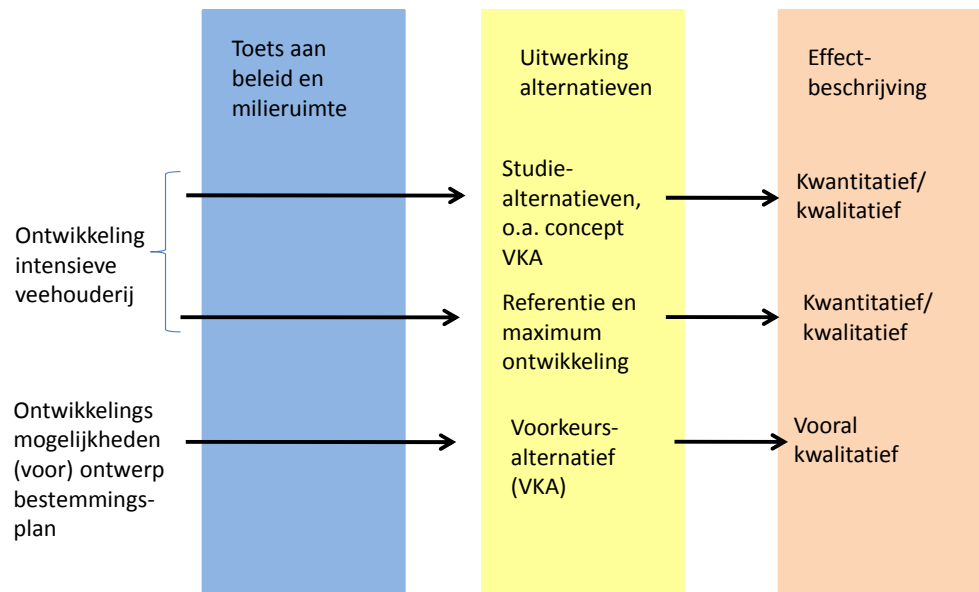 Toets aan
beleid en
milieruimte
Uitwerking
alternatieven
Effect-
beschrijving
Ontwikkeling
intensieve
veehouderij
Studie-
alternatieven,
o.a. concept
VKA
Kwantitatief/
kwalitatief
Referentie en
maximum
ontwikkeling
Kwantitatief/
kwalitatief
Ontwikkelings
mogelijkheden
(voor) ontwerp
bestemmings-
plan
Voorkeurs-
alternatief
(VKA)
Vooral
kwalitatief